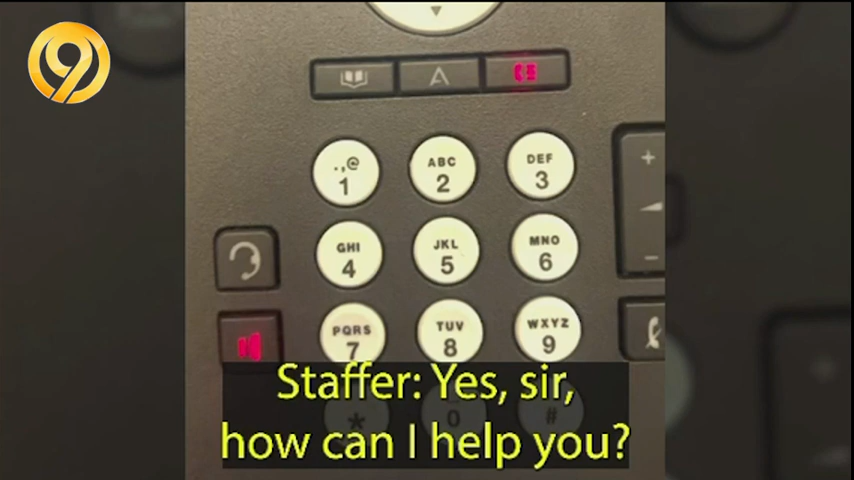 9
A
.,@
1
ABC
2
DEF
3
+
GHI
4
JKL
5
MNO
6
-
PQRS
7
TUV
8
WXYZ
9
Staffer: Yes, sir,
how can I help you?
*
0
#